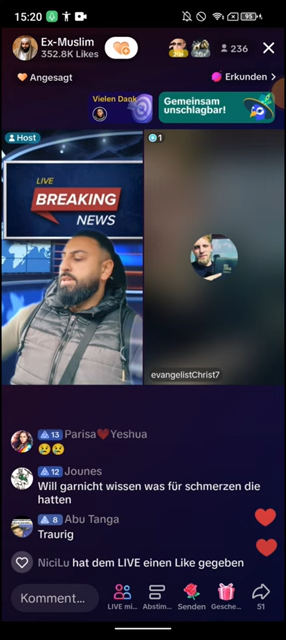 15:20
95
Ex-Muslim
352.8K Likes
236
Angesagt
Erkunden
Vielen Dank
Gemeinsam
unschlagbar!
Host
1
LIVE
BREAKING
NEWS
evangelistChrist7
13 Parisa❤️Yeshua
😢😢
12 Jounes
Will garnicht wissen was für schmerzen die
hatten
8 Abu Tanga
Traurig
NiciLu hat dem LIVE einen Like gegeben
Komment...
LIVE mi...
Abstim...
Senden
Gesche...
51